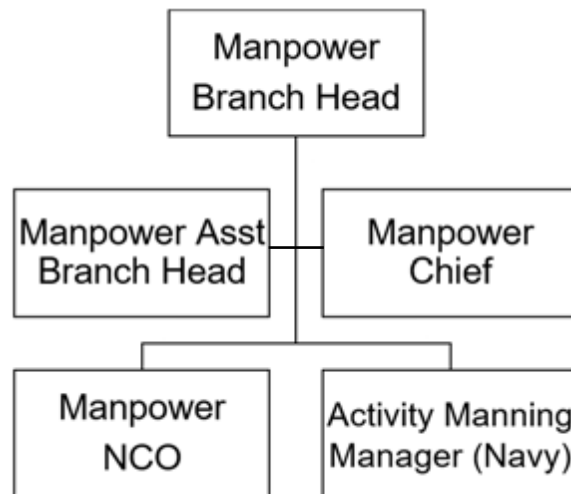 Manpower
Branch Head
Manpower Asst
Branch Head
Manpower
Chief
Manpower
NCO
Activity Manning
Manager (Navy)